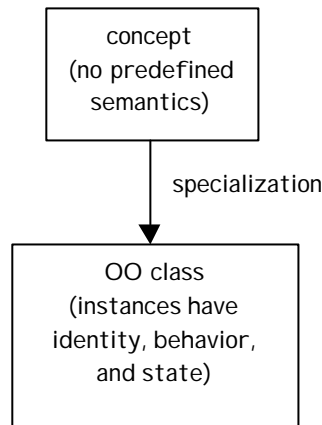 concept
(no predefined
semantics)
specialization
OO class
(instances have
identity, behavior,
and state)